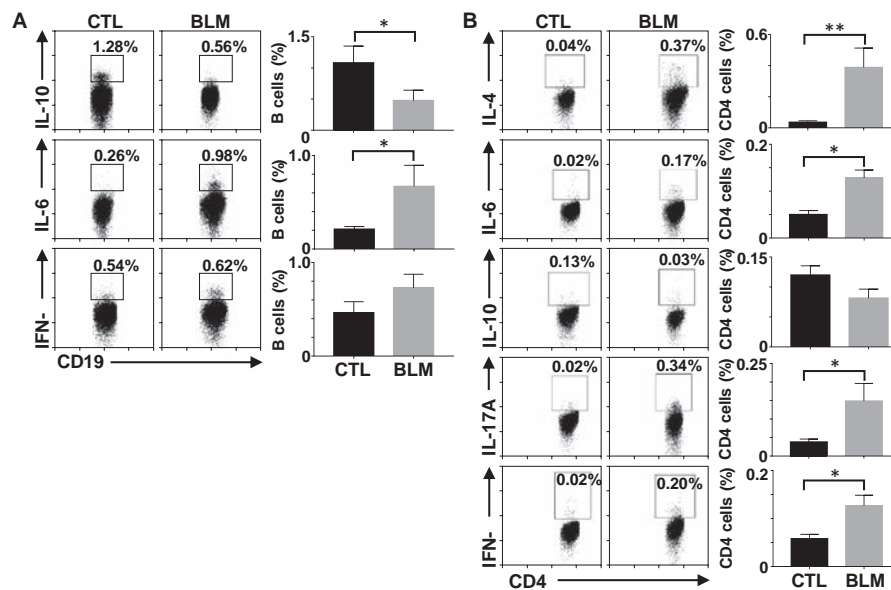 A
CTL BLM
1.28% 0.56%
IL-10
B cells (%)
1.5
0
*
0.26% 0.98%
IL-6
B cells (%)
1.0
0
*
0.54% 0.62%
IFN-
B cells (%)
1.0
0
CD19
CTL BLM
B
CTL BLM
0.04% 0.37%
IL-4
CD4 cells (%)
0.6
0
**
0.02% 0.17%
IL-6
CD4 cells (%)
0.2
0
*
0.13% 0.03%
IL-10
CD4 cells (%)
0.15
0
0.02% 0.34%
IL-17A
CD4 cells (%)
0.25
0
*
0.02% 0.20%
IFN-
CD4 cells (%)
0.2
0
*
CD4
CTL BLM